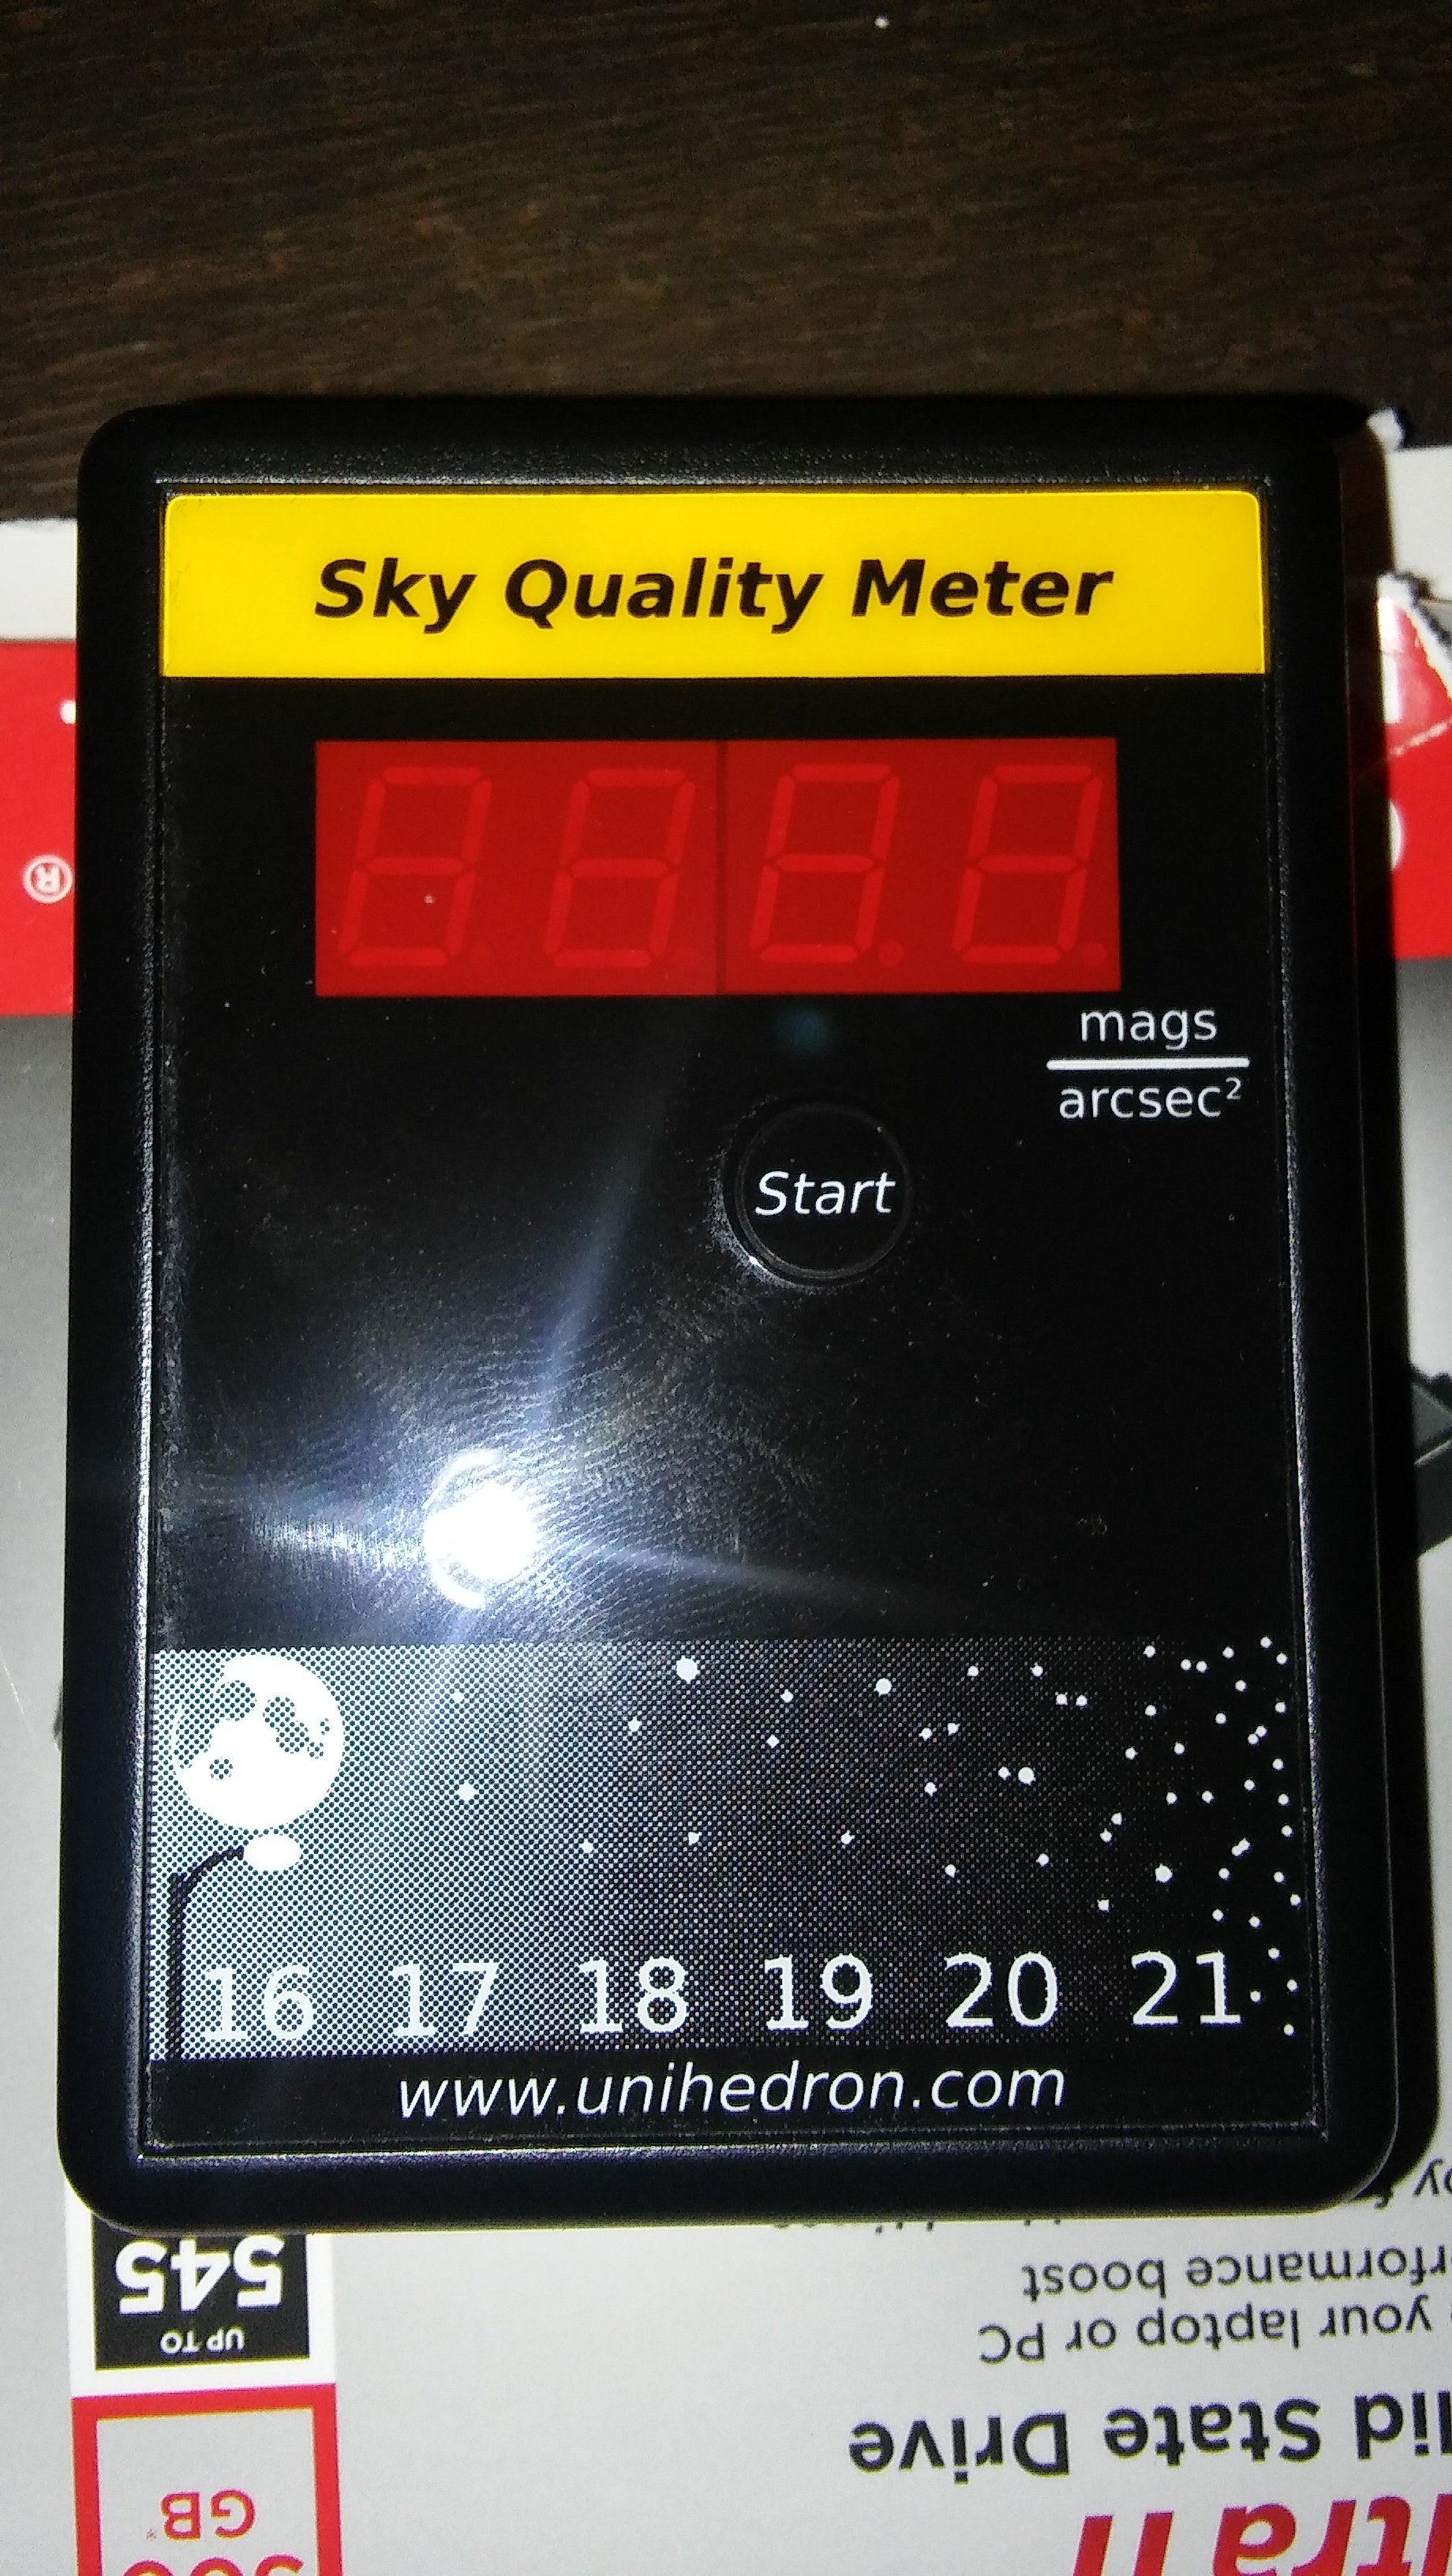 Sky Quality Meter
®
mags
arcsec²
Start
16 17 18 19 20 21
www.unihedron.com
545
UP TO
GB
performance boost
your laptop or PC
State Drive